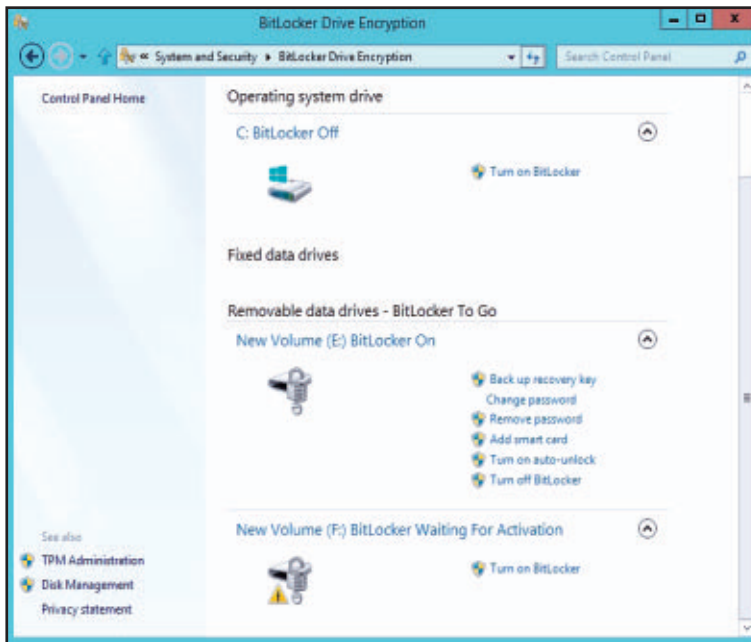 BitLocker Drive Encryption
« System and Security ▸ BitLocker Drive Encryption
Search Control Panel
Control Panel Home
Operating system drive
C: BitLocker Off
Turn on BitLocker
Fixed data drives
Removable data drives - BitLocker To Go
New Volume (E:) BitLocker On
Back up recovery key
Change password
Remove password
Add smart card
Turn on auto-unlock
Turn off BitLocker
New Volume (F:) BitLocker Waiting For Activation
Turn on BitLocker
See also
TPM Administration
Disk Management
Privacy statement